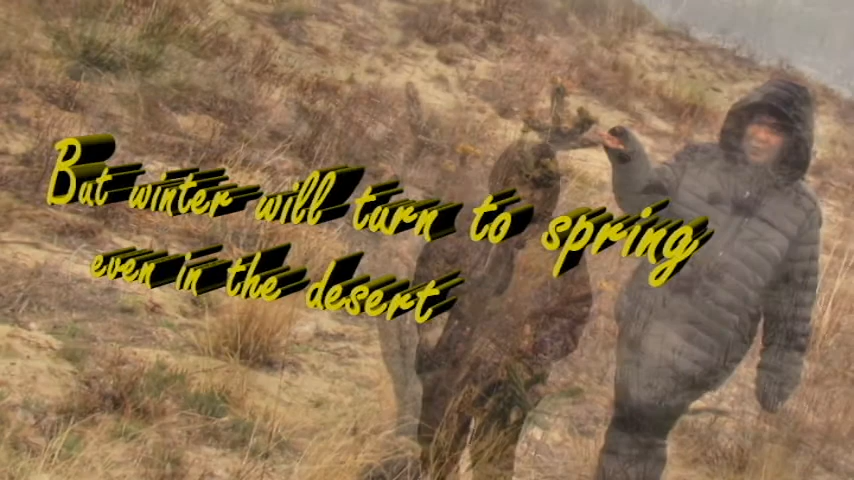 But winter will turn to spring
even in the desert